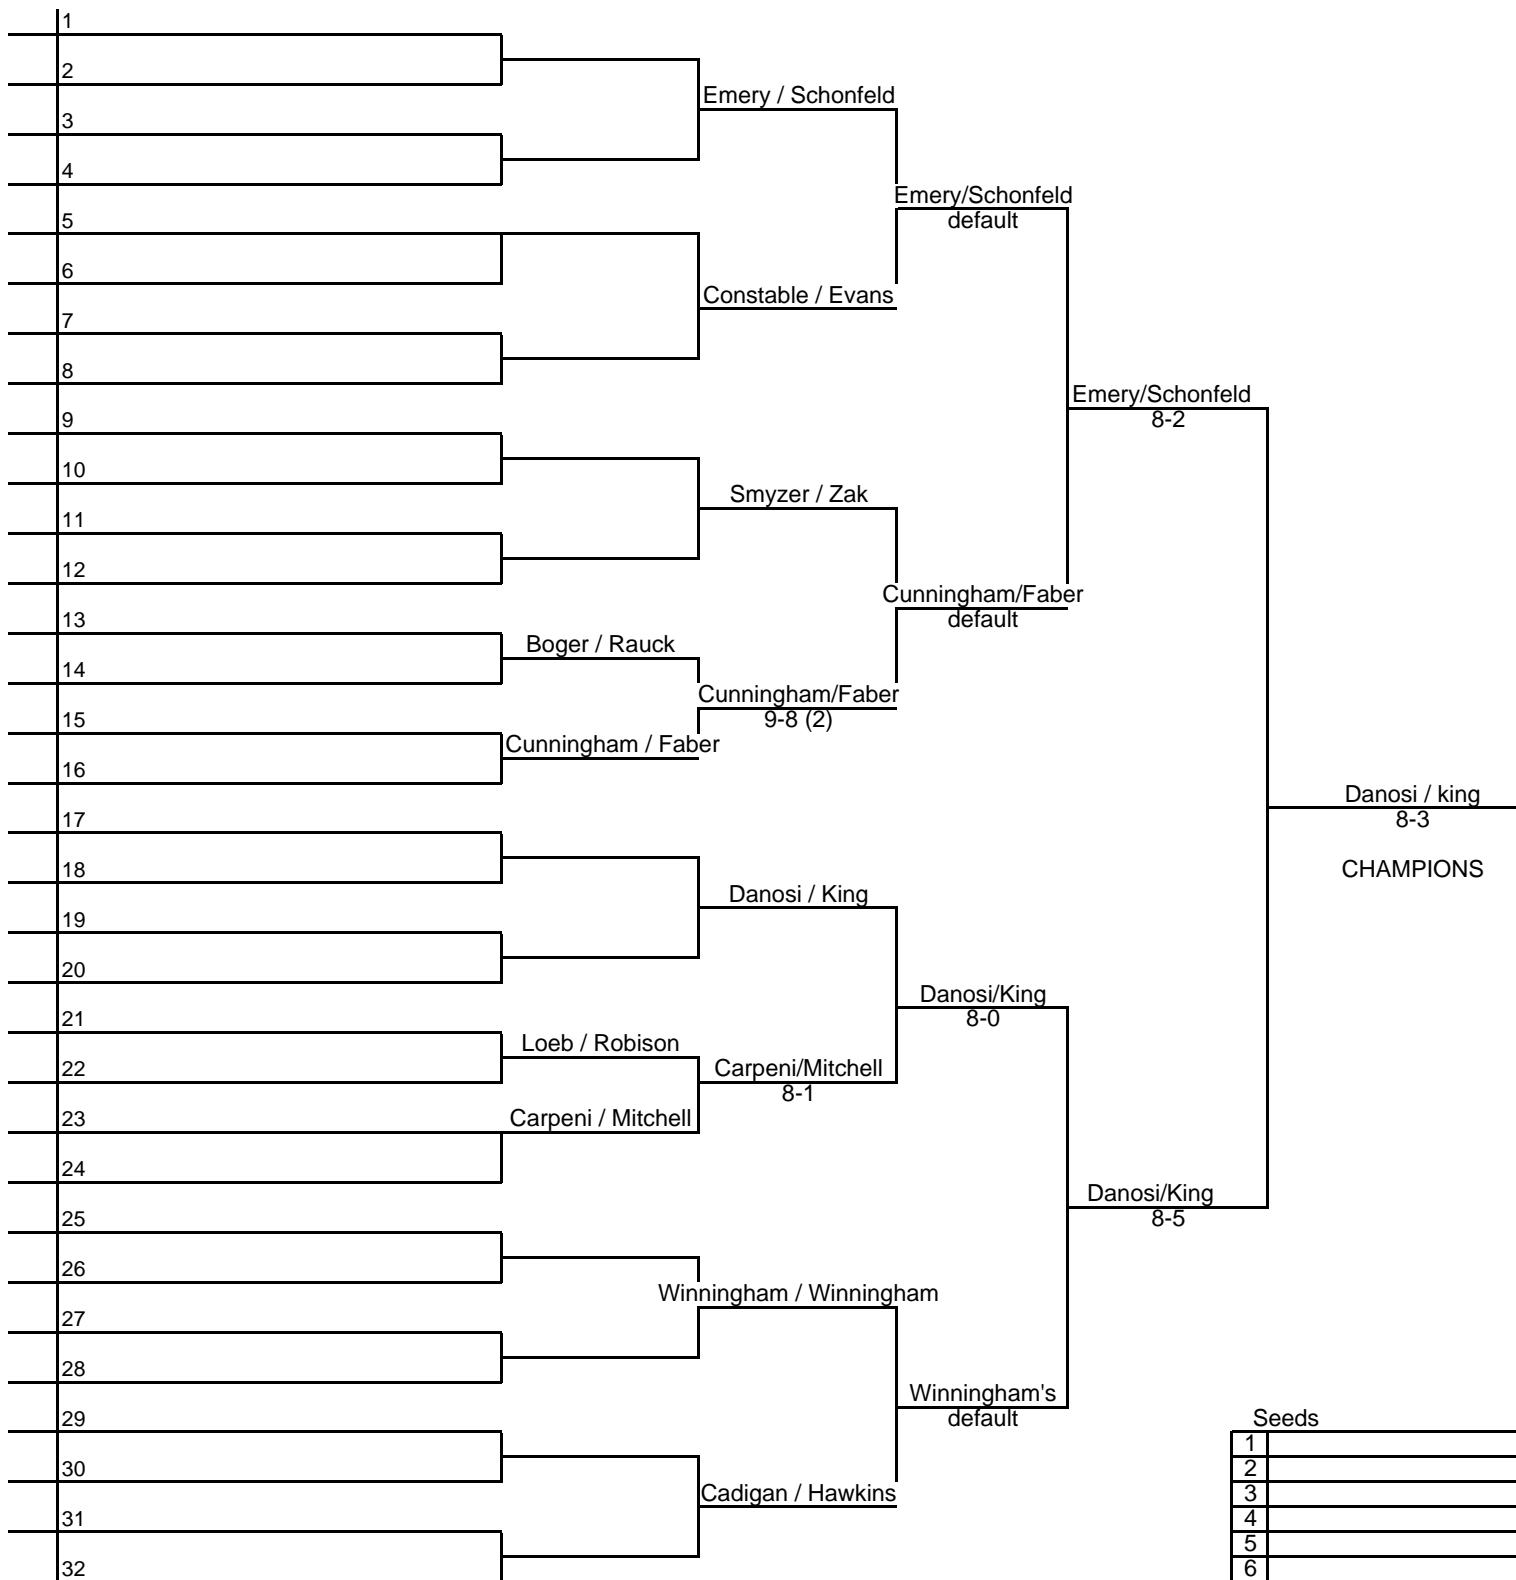 1
2
Emery / Schonfeld
3
4
Emery/Schonfeld
default
5
6
Constable / Evans
7
8
Emery/Schonfeld
8-2
9
10
Smyzer / Zak
11
12
Cunningham/Faber
default
13
Boger / Rauck
14
Cunningham/Faber
9-8 (2)
15
Cunningham / Faber
16
Danosi / king
8-3
CHAMPIONS
17
18
Danosi / King
19
20
Danosi/King
8-0
21
Loeb / Robison
22
Carpeni/Mitchell
8-1
23
Carpeni / Mitchell
24
Danosi/King
8-5
25
26
Winningham / Winningham
27
28
Winningham's
default
29
30
Cadigan / Hawkins
31
32
Seeds
1
2
3
4
5
6